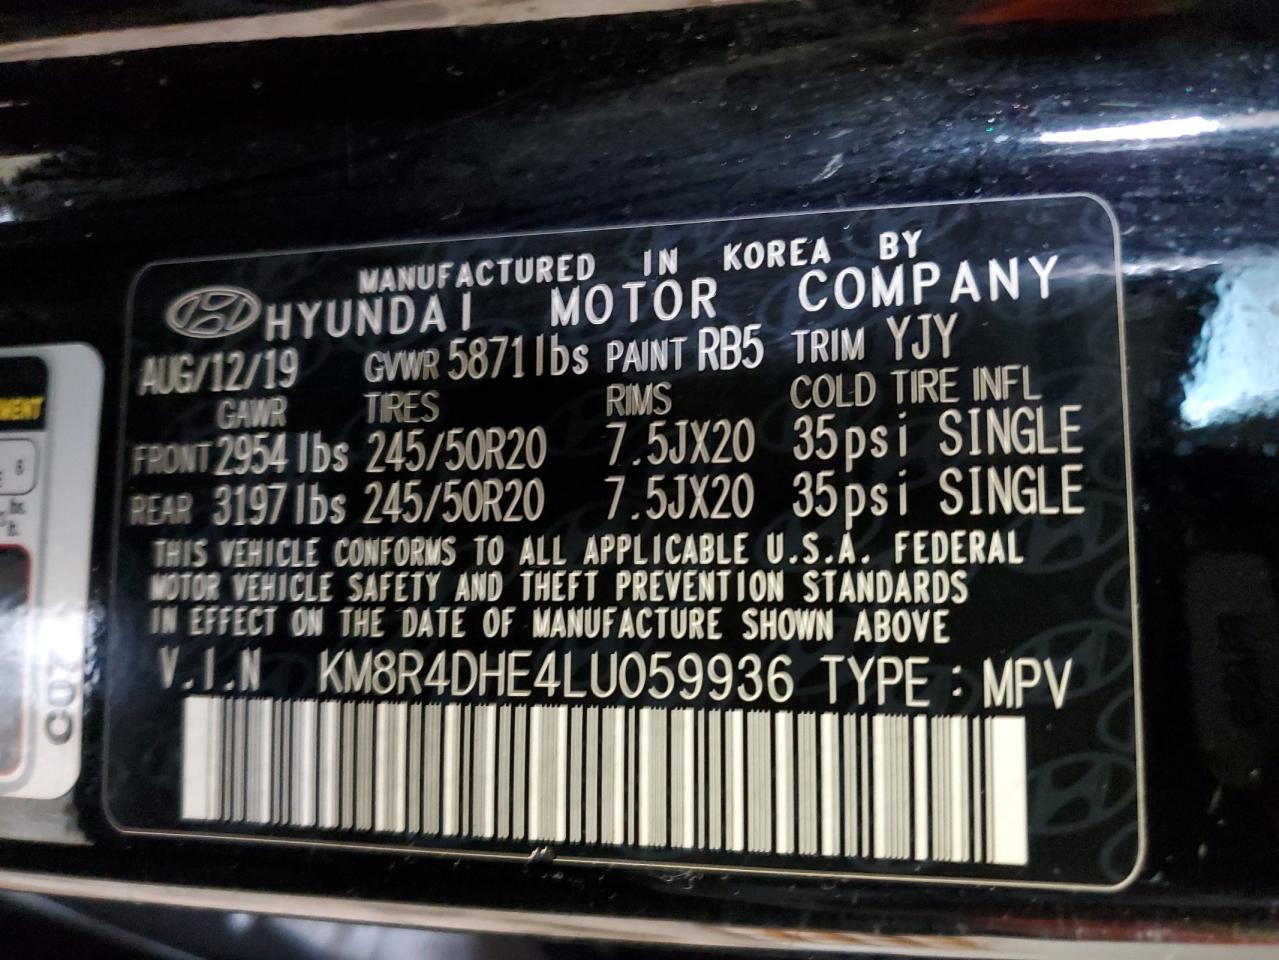 MANUFACTURED IN KOREA BY
HYUNDAI MOTOR COMPANY
AUG/12/19 GVWR 5871lbs PAINT RB5 TRIM YJY
GAWR TIRES RIMS COLD TIRE INFL
FRONT 2954 lbs 245/50R20 7.5JX20 35psi SINGLE
REAR 3197 lbs 245/50R20 7.5JX20 35psi SINGLE
THIS VEHICLE CONFORMS TO ALL APPLICABLE U.S.A. FEDERAL
MOTOR VEHICLE SAFETY AND THEFT PREVENTION STANDARDS
IN EFFECT ON THE DATE OF MANUFACTURE SHOWN ABOVE
V.I.N KM8R4DHE4LU059936 TYPE : MPV